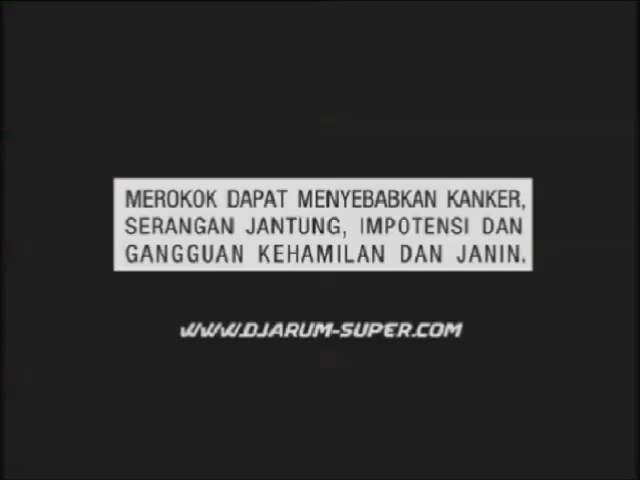 MEROKOK DAPAT MENYEBABKAN KANKER,
SERANGAN JANTUNG, IMPOTENSI DAN
GANGGUAN KEHAMILAN DAN JANIN.
WWW.DJARUM-SUPER.COM